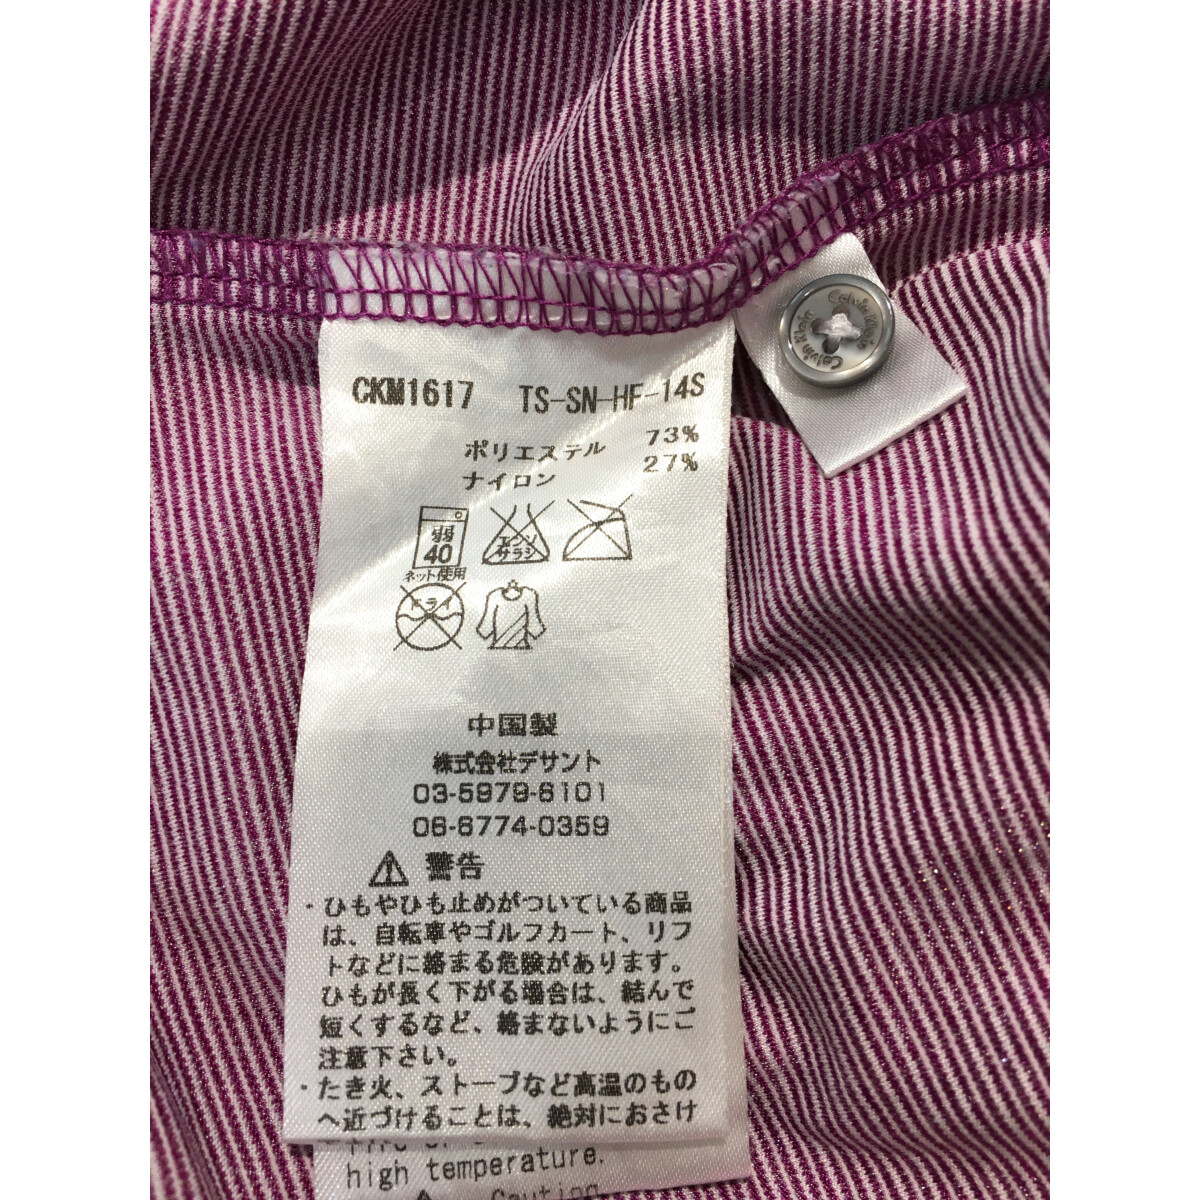 Calvin Klein
Calvin Klein
CKM1617 TS-SN-HF-14S
ポリエステル 73%
ナイロン 27%
弱
40
ネット使用
エンソ
サラシ
ドライ
中国製
株式会社デサント
03-5979-6101
06-6774-0359
警告
・ひもやひも止めがついている商品
は、自転車やゴルフカート、リフ
トなどに絡まる危険があります。
ひもが長く下がる場合は、結んで
短くするなど、絡まないようにご
注意下さい。
・たき火、ストーブなど高温のもの
へ近づけることは、絶対におさけ
high temperature.
Caution